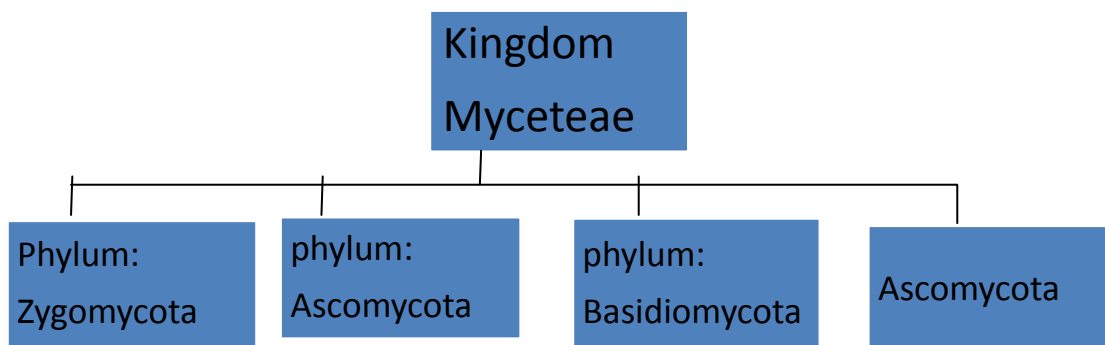 Kingdom
Myceteae
Phylum:
Zygomycota
phylum:
Ascomycota
phylum:
Basidiomycota
Ascomycota